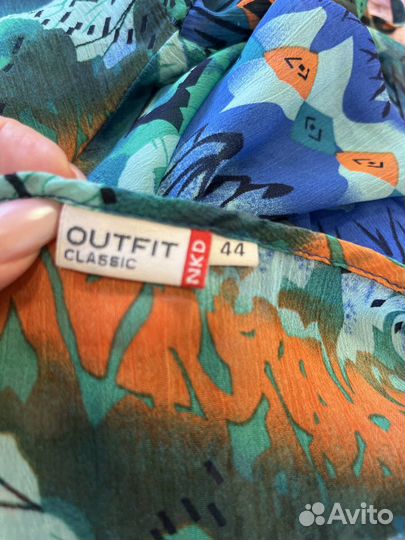 OUTFIT
CLASSIC
NKD
44
Avito